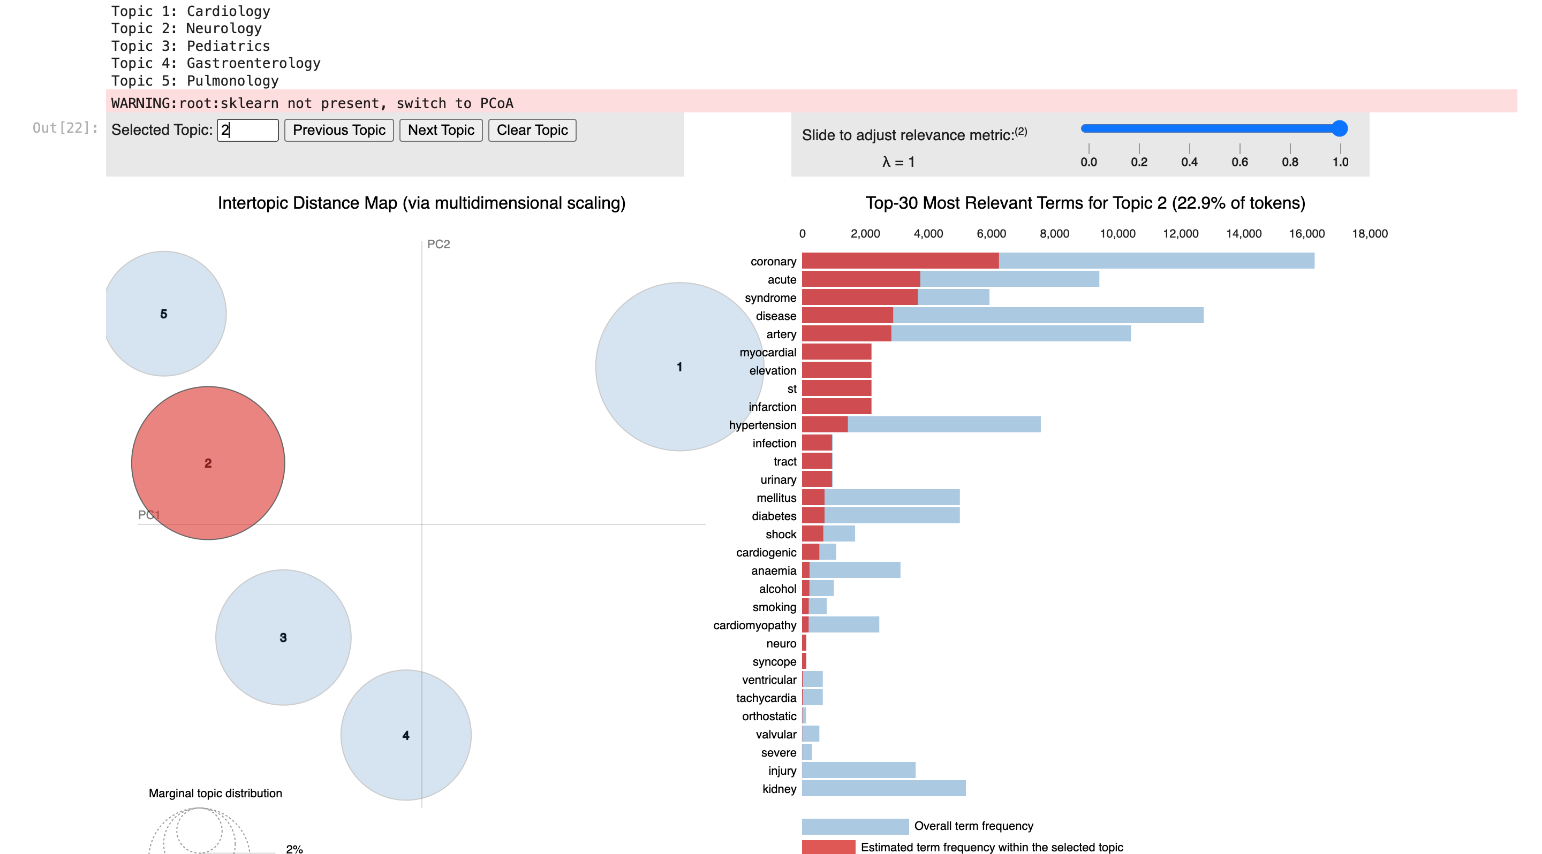 Topic 1: Cardiology
Topic 2: Neurology
Topic 3: Pediatrics
Topic 4: Gastroenterology
Topic 5: Pulmonology
WARNING:root:sklearn not present, switch to PCoA
Out[22]:
Selected Topic: 2 Previous Topic Next Topic Clear Topic
Slide to adjust relevance metric:(2)
λ = 1
0.0 0.2 0.4 0.6 0.8 1.0
Intertopic Distance Map (via multidimensional scaling)
PC2
5
1
2
PC1
3
4
Marginal topic distribution
2%
Top-30 Most Relevant Terms for Topic 2 (22.9% of tokens)
0 2,000 4,000 6,000 8,000 10,000 12,000 14,000 16,000 18,000
coronary
acute
syndrome
disease
artery
myocardial
elevation
st
infarction
hypertension
infection
tract
urinary
mellitus
diabetes
shock
cardiogenic
anaemia
alcohol
smoking
cardiomyopathy
neuro
syncope
ventricular
tachycardia
orthostatic
valvular
severe
injury
kidney
Overall term frequency
Estimated term frequency within the selected topic